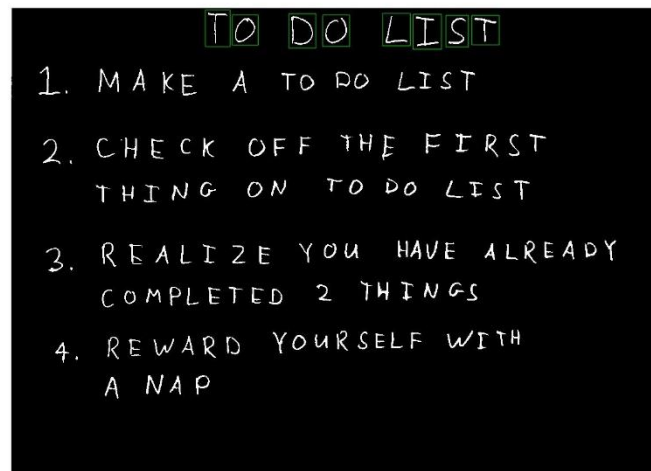 TO DO LIST
1. MAKE A TO DO LIST
2. CHECK OFF THE FIRST
THING ON TO DO LIST
3. REALIZE YOU HAVE ALREADY
COMPLETED 2 THINGS
4. REWARD YOURSELF WITH
A NAP